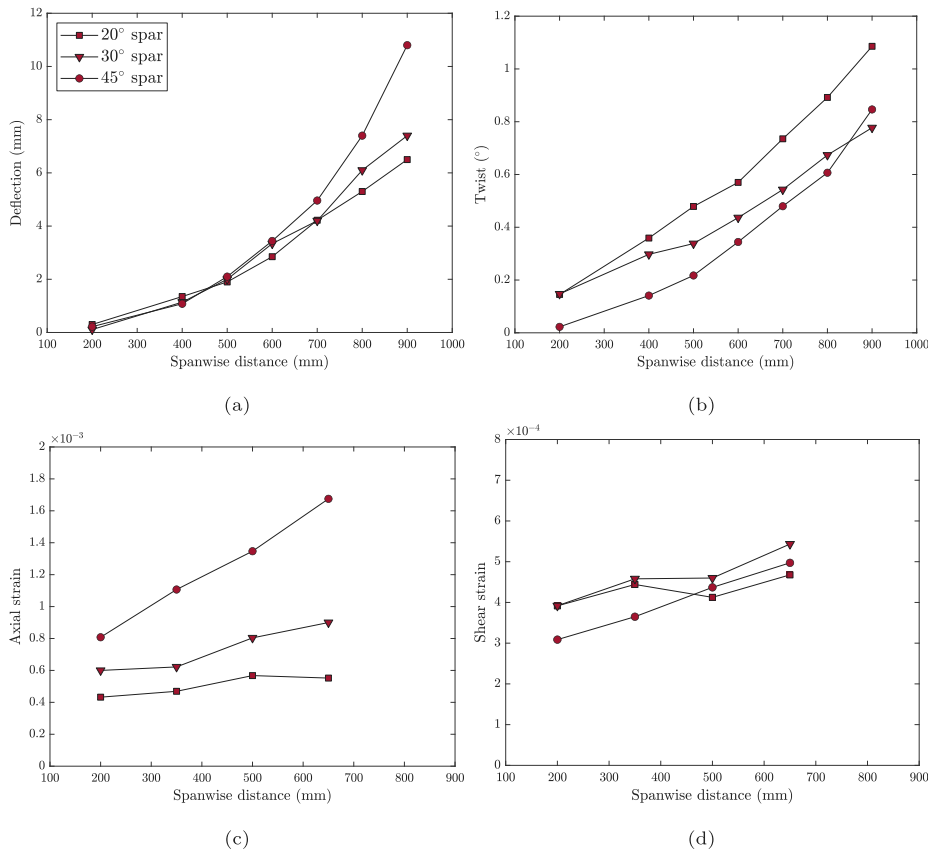 12
10
8
6
4
2
0
Deflection (mm)
20° spar
30° spar
45° spar
100 200 300 400 500 600 700 800 900 1000
Spanwise distance (mm)
(a)
1.2
1
0.8
0.6
0.4
0.2
0
Twist (°)
100 200 300 400 500 600 700 800 900 1000
Spanwise distance (mm)
(b)
×10⁻³
2
1.8
1.6
1.4
1.2
1
0.8
0.6
0.4
0.2
0
Axial strain
100 200 300 400 500 600 700 800 900
Spanwise distance (mm)
(c)
×10⁻⁴
8
7
6
5
4
3
2
1
0
Shear strain
100 200 300 400 500 600 700 800 900
Spanwise distance (mm)
(d)